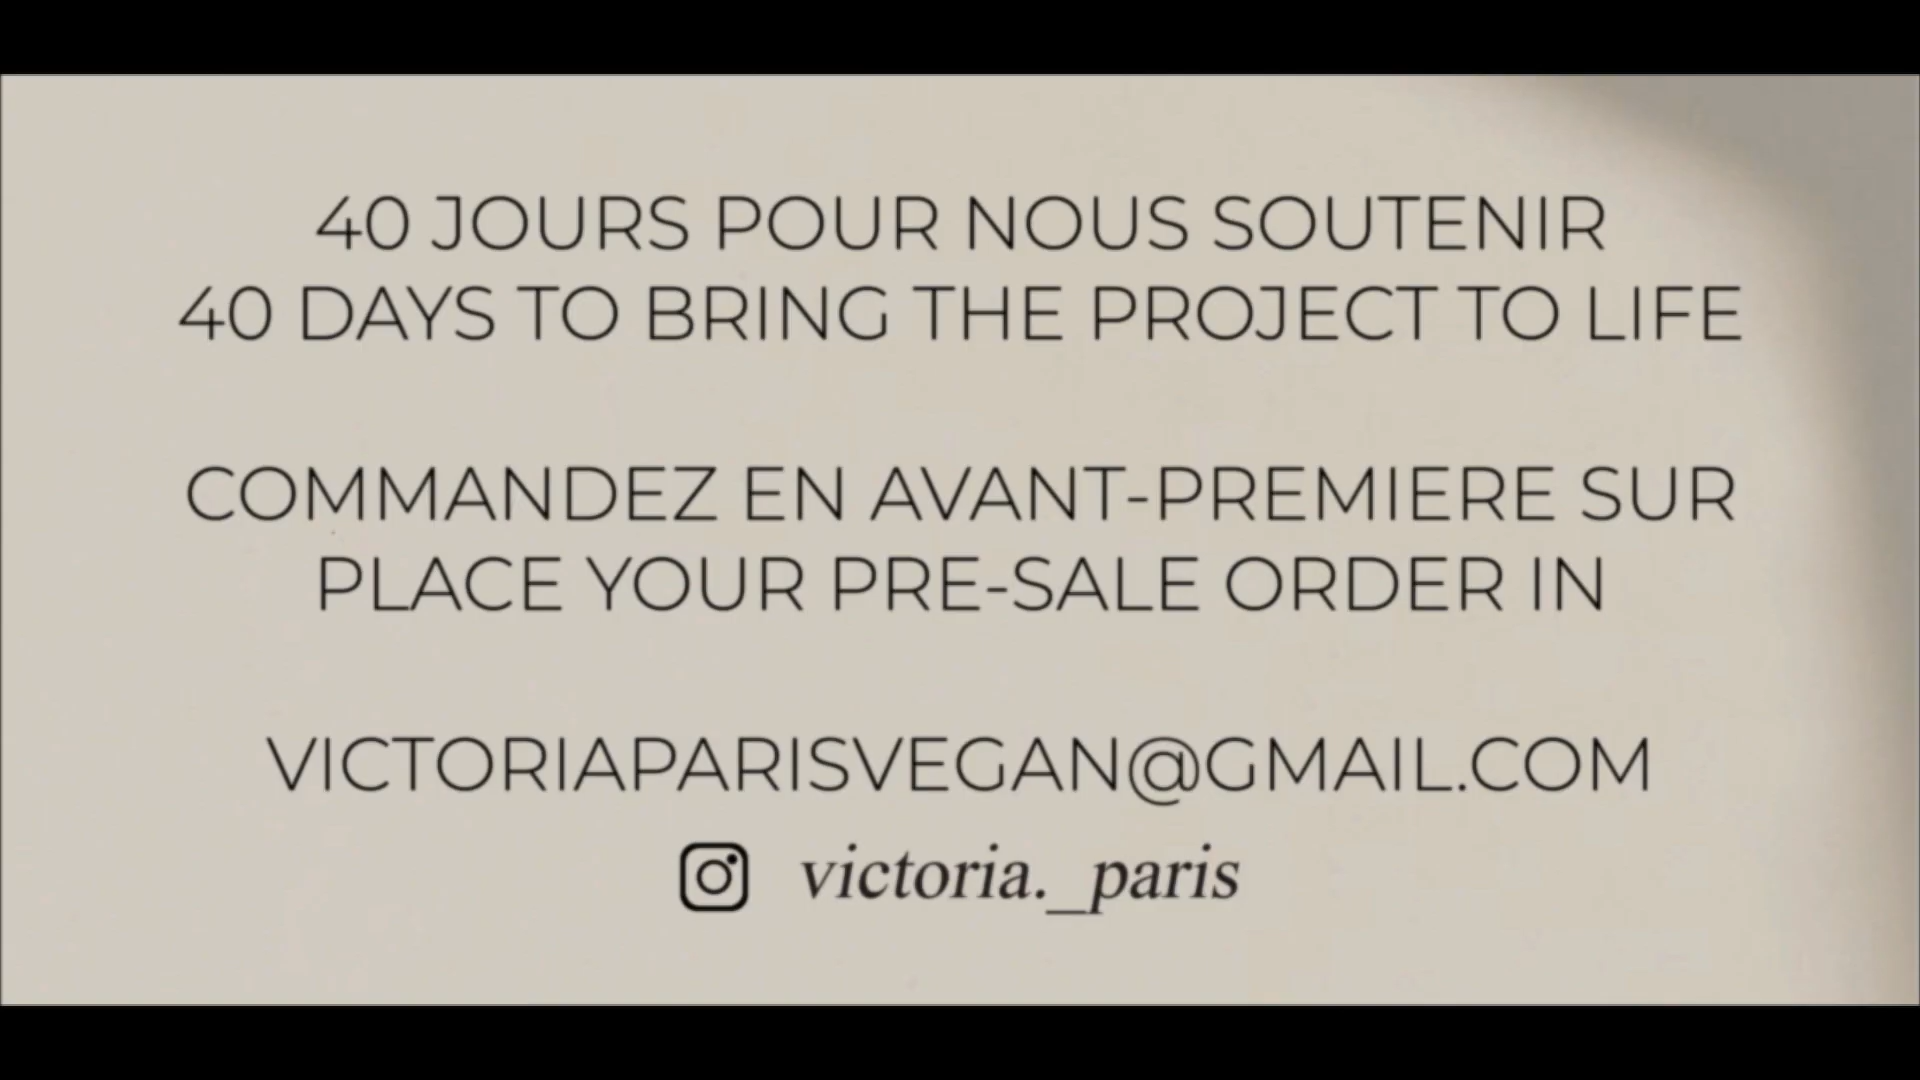 40 JOURS POUR NOUS SOUTENIR
40 DAYS TO BRING THE PROJECT TO LIFE
COMMANDEZ EN AVANT-PREMIERE SUR
PLACE YOUR PRE-SALE ORDER IN
VICTORIAPARISVEGAN@GMAIL.COM
victoria._paris